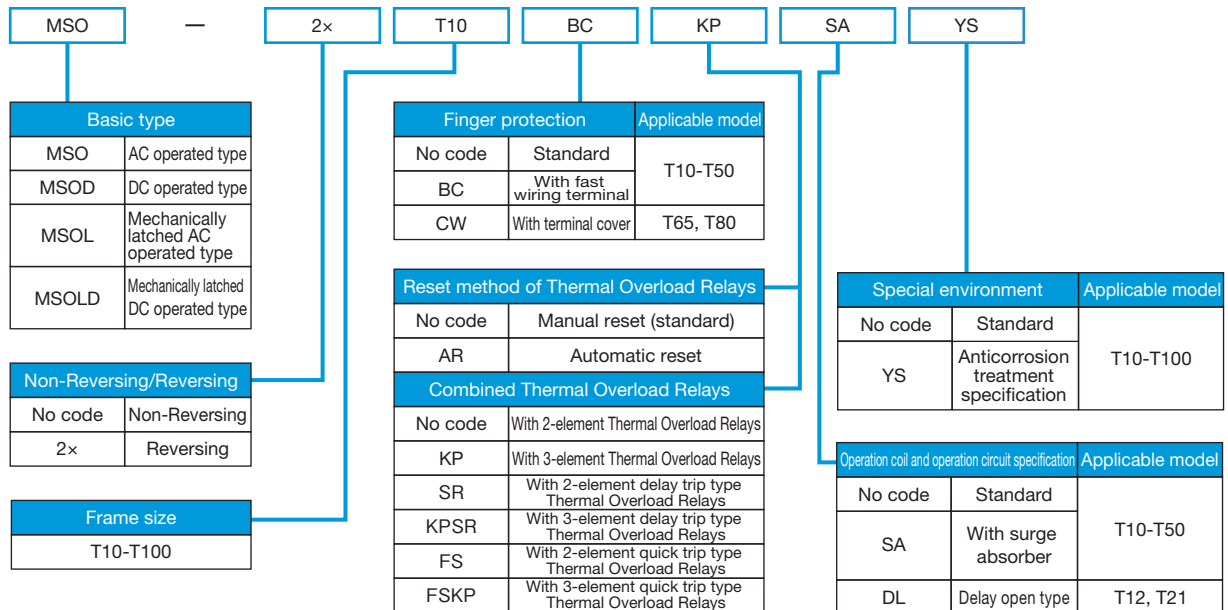 MSO — 2× T10 BC KP SA YS
Basic type
MSO AC operated type
MSOD DC operated type
MSOL Mechanically
latched AC
operated type
MSOLD Mechanically latched
DC operated type
Non-Reversing/Reversing
No code Non-Reversing
2× Reversing
Frame size
T10-T100
Finger protection Applicable model
No code Standard
T10-T50
BC With fast
wiring terminal
CW With terminal cover T65, T80
Reset method of Thermal Overload Relays
No code Manual reset (standard)
AR Automatic reset
Combined Thermal Overload Relays
No code With 2-element Thermal Overload Relays
KP With 3-element Thermal Overload Relays
SR With 2-element delay trip type
Thermal Overload Relays
KPSR With 3-element delay trip type
Thermal Overload Relays
FS With 2-element quick trip type
Thermal Overload Relays
FSKP With 3-element quick trip type
Thermal Overload Relays
Special environment Applicable model
No code Standard
T10-T100
YS Anticorrosion
treatment
specification
Operation coil and operation circuit specification Applicable model
No code Standard
T10-T50
SA With surge
absorber
DL Delay open type T12, T21